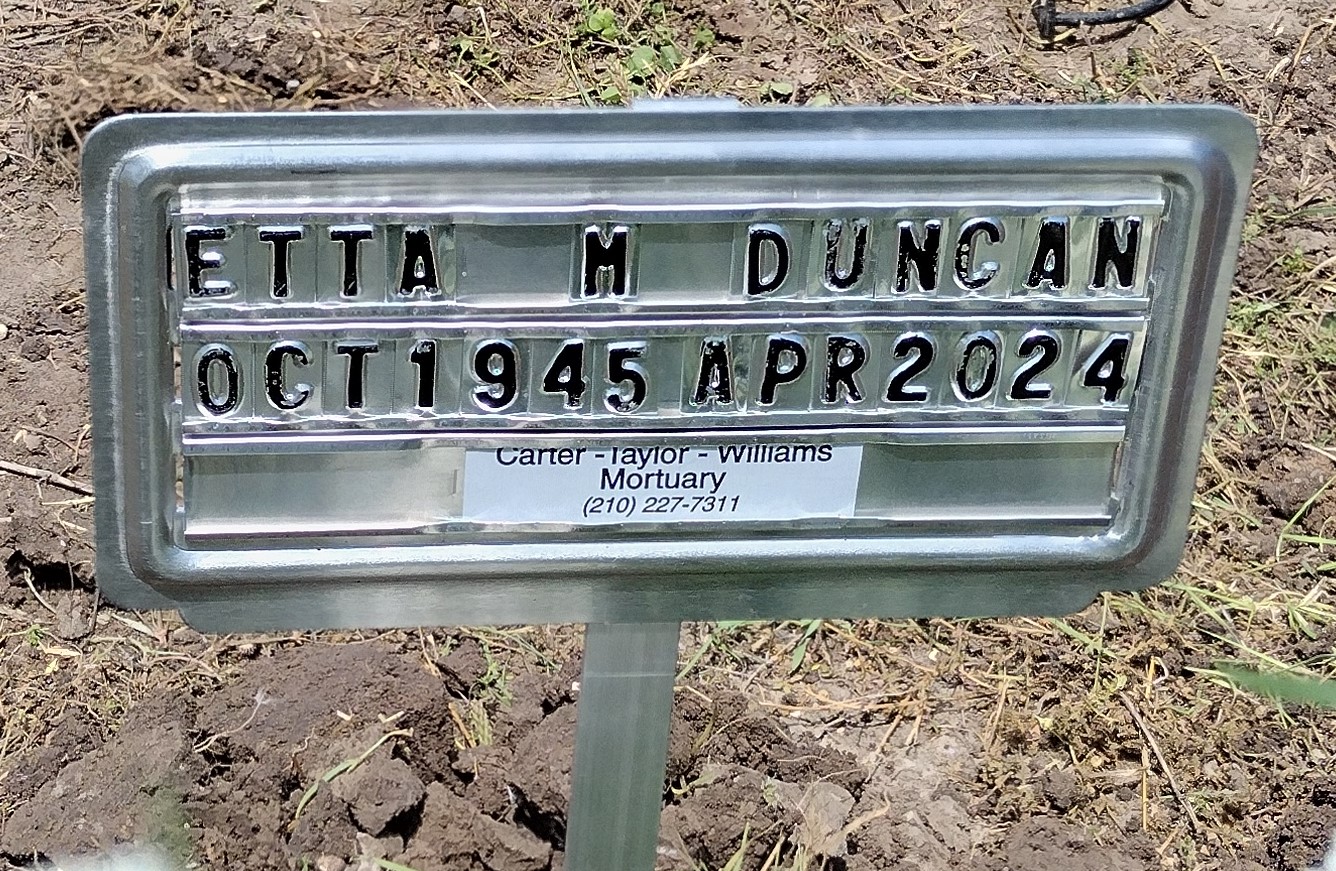 ETTA M DUNCAN
OCT1945 APR2024
Carter -Taylor - Williams
Mortuary
(210) 227-7311